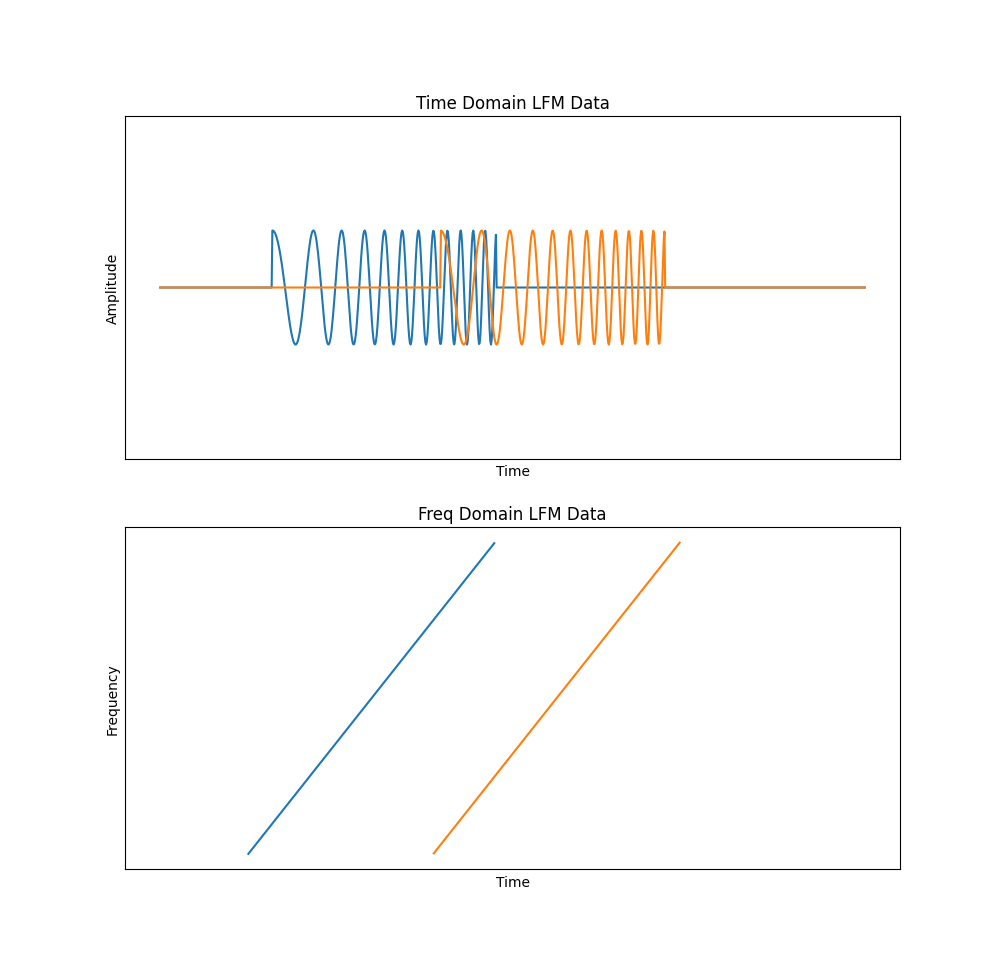 Time Domain LFM Data
Amplitude
Time
Freq Domain LFM Data
Frequency
Time